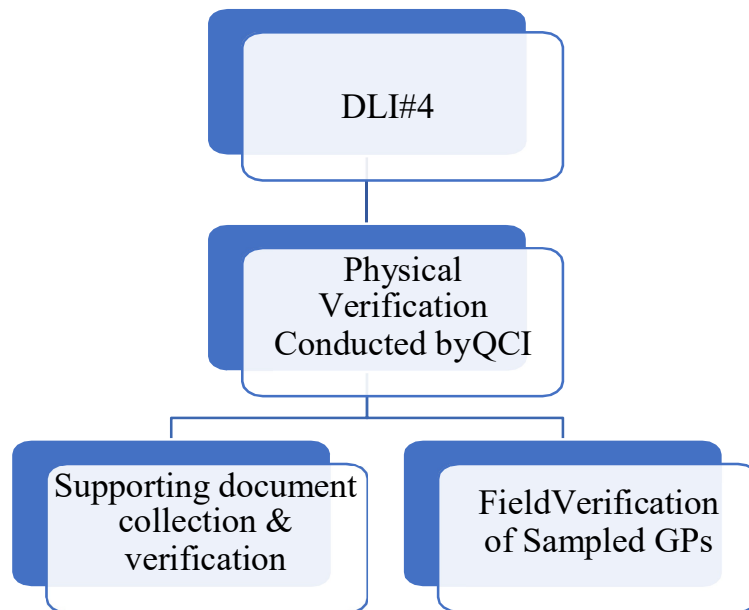 DLI#4
Physical
Verification
Conducted byQCI
Supporting document
collection &
verification
FieldVerification
of Sampled GPs